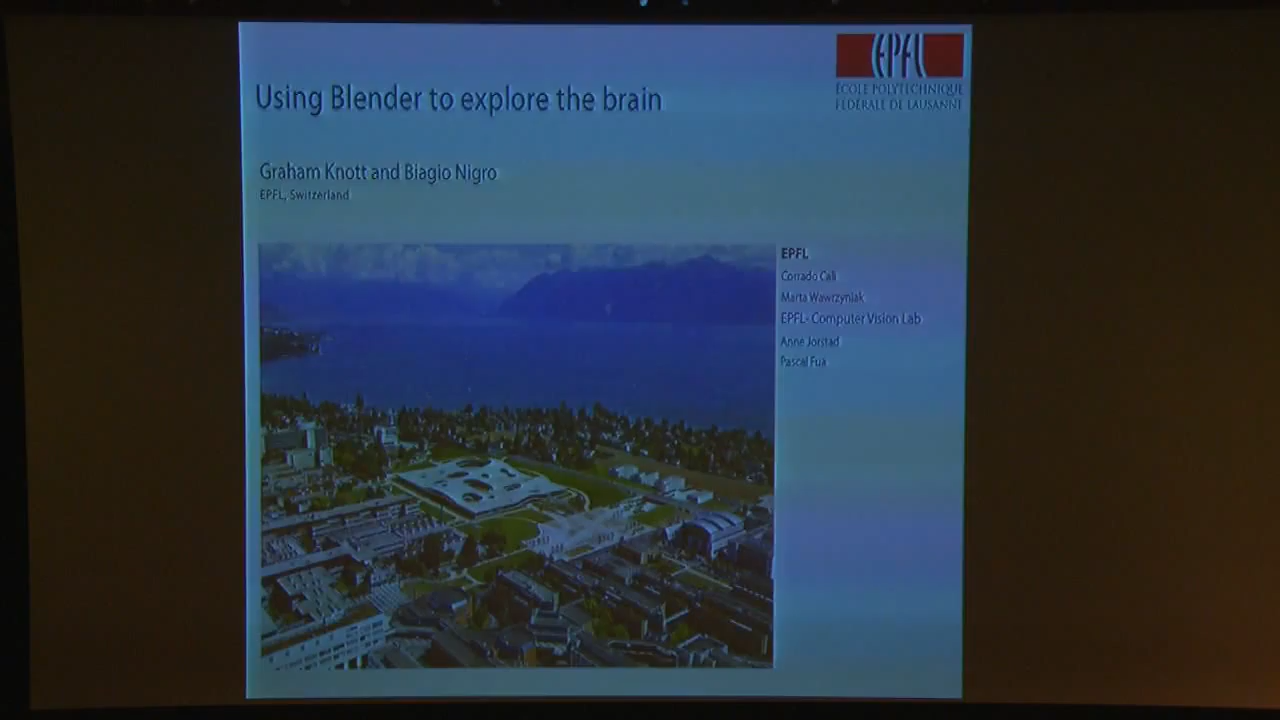 EPFL
ÉCOLE POLYTECHNIQUE
FÉDÉRALE DE LAUSANNE
Using Blender to explore the brain
Graham Knott and Biagio Nigro
EPFL, Switzerland
EPFL
Corrado Cali
Marta Wawrzyniak
EPFL- Computer Vision Lab
Anne Jorstad
Pascal Fua